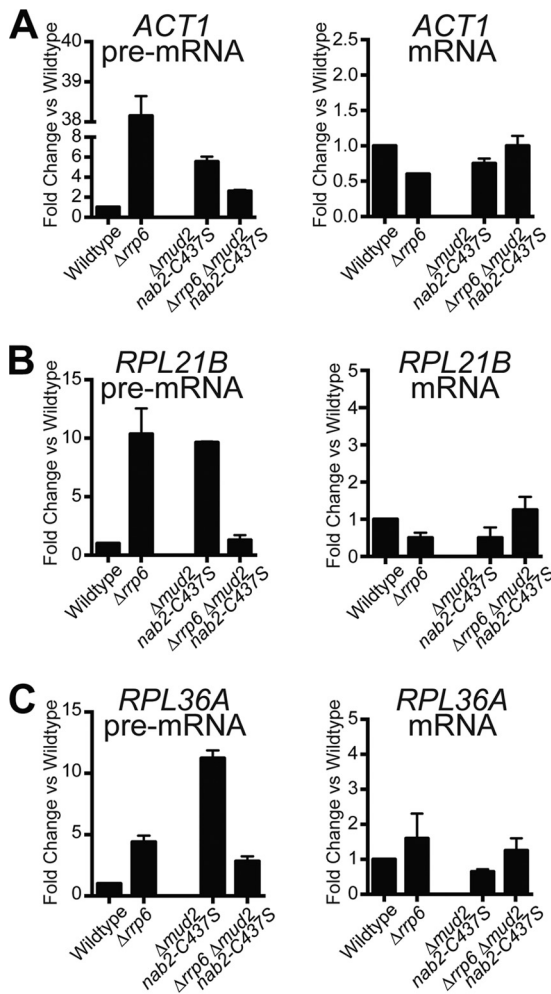 A
ACT1
pre-mRNA
Fold Change vs Wildtype
40
39
38
8
6
4
2
0
Wildtype
Δrrp6
Δmud2
nab2-C437S
Δrrp6 Δmud2
nab2-C437S
ACT1
mRNA
Fold Change vs Wildtype
2.5
2.0
1.5
1.0
0.5
0.0
Wildtype
Δrrp6
Δmud2
nab2-C437S
Δrrp6 Δmud2
nab2-C437S
B
RPL21B
pre-mRNA
Fold Change vs Wildtype
15
10
5
0
Wildtype
Δrrp6
Δmud2
nab2-C437S
Δrrp6 Δmud2
nab2-C437S
RPL21B
mRNA
Fold Change vs Wildtype
5
4
2
1
0
Wildtype
Δrrp6
Δmud2
nab2-C437S
Δrrp6 Δmud2
nab2-C437S
C
RPL36A
pre-mRNA
Fold Change vs Wildtype
15
10
5
0
Wildtype
Δrrp6
Δmud2
nab2-C437S
Δrrp6 Δmud2
nab2-C437S
RPL36A
mRNA
Fold Change vs Wildtype
5
4
2
1
0
Wildtype
Δrrp6
Δmud2
nab2-C437S
Δrrp6 Δmud2
nab2-C437S